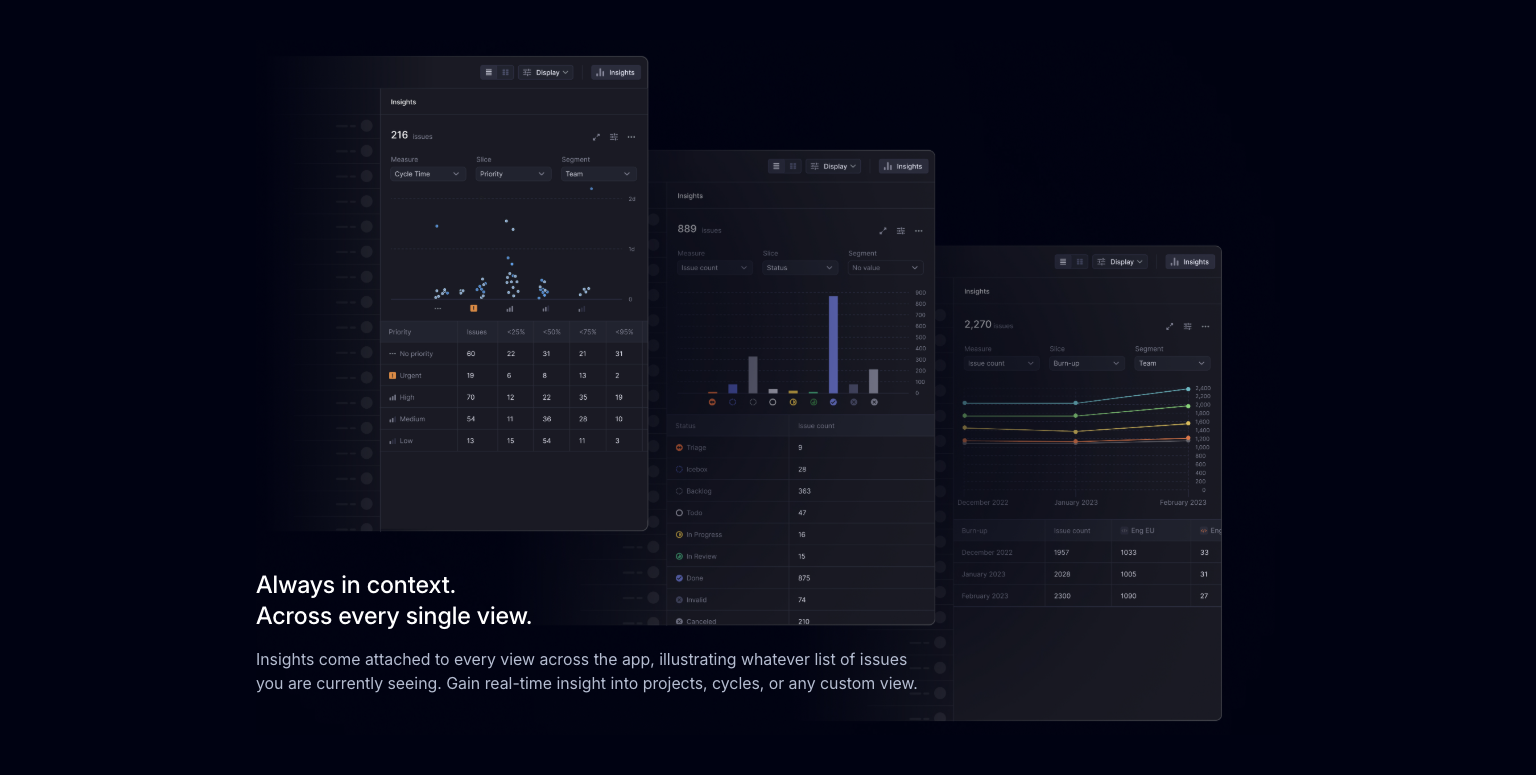 Display
Insights
Insights
216 Issues
Measure Slice Segment
Cycle Time Priority Team
2d
1d
0
Priority Issues <25% <50% <75% <95%
No priority 60 22 31 21 31
Urgent 19 6 8 13 2
High 70 12 22 35 19
Medium 54 11 36 28 10
Low 13 15 54 11 3
Display
Insights
Insights
889 Issues
Measure Slice Segment
Issue count Status No value
900
800
700
600
500
400
300
200
100
0
Status Issue count
Triage 9
Icebox 28
Backlog 363
Todo 47
In Progress 16
In Review 15
Done 875
Invalid 74
Canceled 210
Display
Insights
Insights
2,270 Issues
Measure Slice Segment
Issue count Burn-up Team
2,400
2,200
2,000
1,800
1,600
1,400
1,200
1,000
800
600
400
200
0
December 2022 January 2023 February 2023
Burn-up Issue count Eng EU Eng
December 2022 1957 1033 33
January 2023 2028 1005 31
February 2023 2300 1090 27
Always in context.
Across every single view.
Insights come attached to every view across the app, illustrating whatever list of issues
you are currently seeing. Gain real-time insight into projects, cycles, or any custom view.